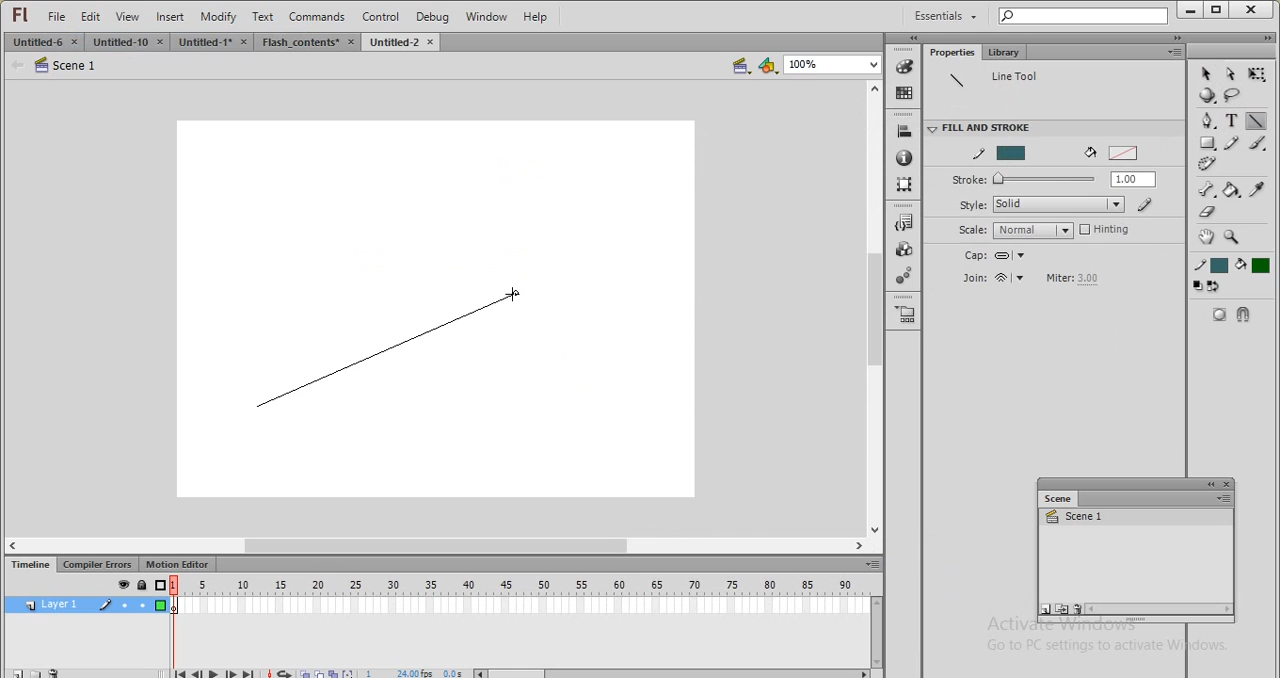 Fl File Edit View Insert Modify Text Commands Control Debug Window Help Essentials
Untitled-6 × Untitled-10 × Untitled-1* × Flash_contents* × Untitled-2 ×
Scene 1 100%
Properties Library
Line Tool
FILL AND STROKE
Stroke: 1.00
Style: Solid
Scale: Normal Hinting
Cap:
Join: Miter: 3.00
T
Scene
Scene 1
Timeline Compiler Errors Motion Editor
1 5 10 15 20 25 30 35 40 45 50 55 60 65 70 75 80 85 90
Layer 1
1 24.00 fps 0.0 s
Activate Windows
Go to PC settings to activate Windows.